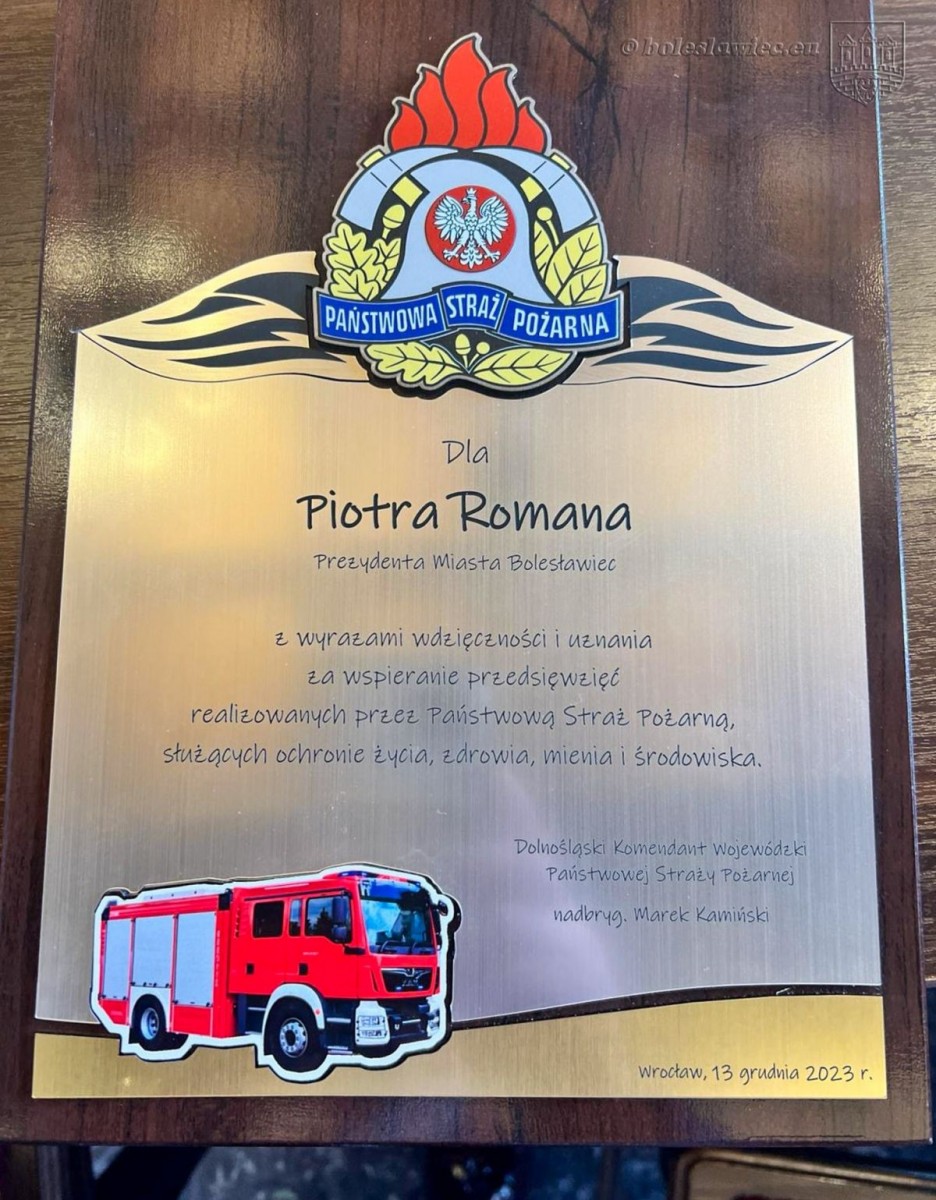 © boleslawiec.eu
PAŃSTWOWA STRAŻ POŻARNA
Dla
Piotra Romana
Prezydenta Miasta Bolesławiec
z wyrazami wdzięczności i uznania
za wspieranie przedsięwzięć
realizowanych przez Państwową Straż Pożarną,
służących ochronie życia, zdrowia, mienia i środowiska.
Dolnośląski Komendant Wojewódzki
Państwowej Straży Pożarnej
nadbryg. Marek Kamiński
Wrocław, 13 grudnia 2023 r.